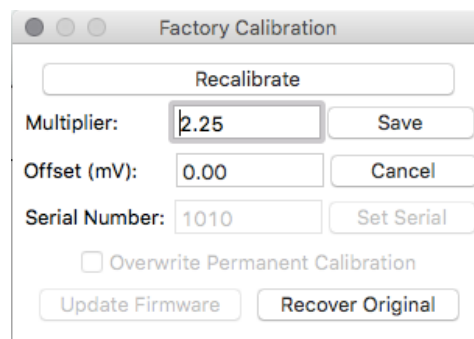 Factory Calibration
Recalibrate
Multiplier: 2.25 Save
Offset (mV): 0.00 Cancel
Serial Number: 1010 Set Serial
Overwrite Permanent Calibration
Update Firmware Recover Original